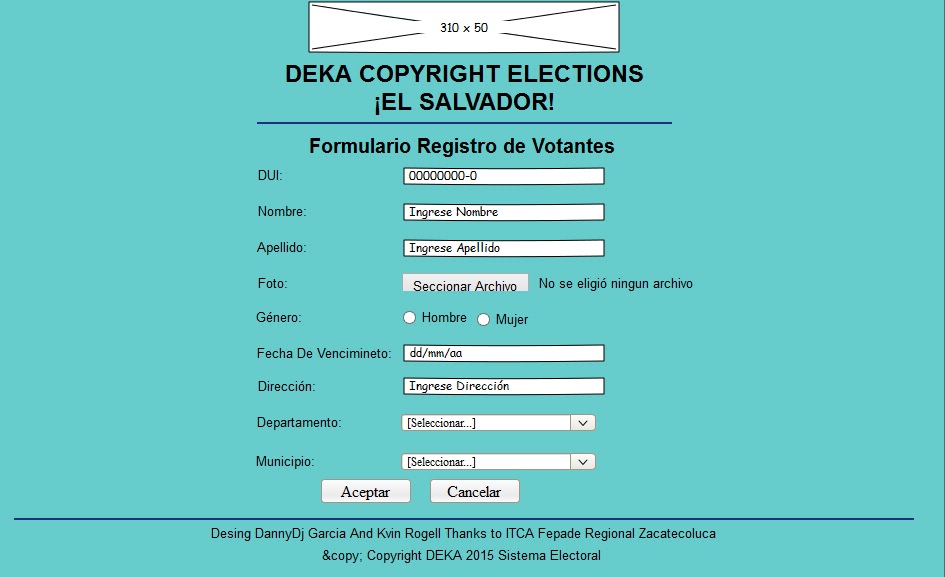 310 x 50
DEKA COPYRIGHT ELECTIONS
¡EL SALVADOR!
Formulario Registro de Votantes
DUI: 00000000-0
Nombre: Ingrese Nombre
Apellido: Ingrese Apellido
Foto: Seccionar Archivo No se eligió ningun archivo
Género: Hombre Mujer
Fecha De Vencimineto: dd/mm/aa
Dirección: Ingrese Dirección
Departamento: [Seleccionar...]
Municipio: [Seleccionar...]
Aceptar Cancelar
Desing DannyDj Garcia And Kvin Rogell Thanks to ITCA Fepade Regional Zacatecoluca
&copy; Copyright DEKA 2015 Sistema Electoral